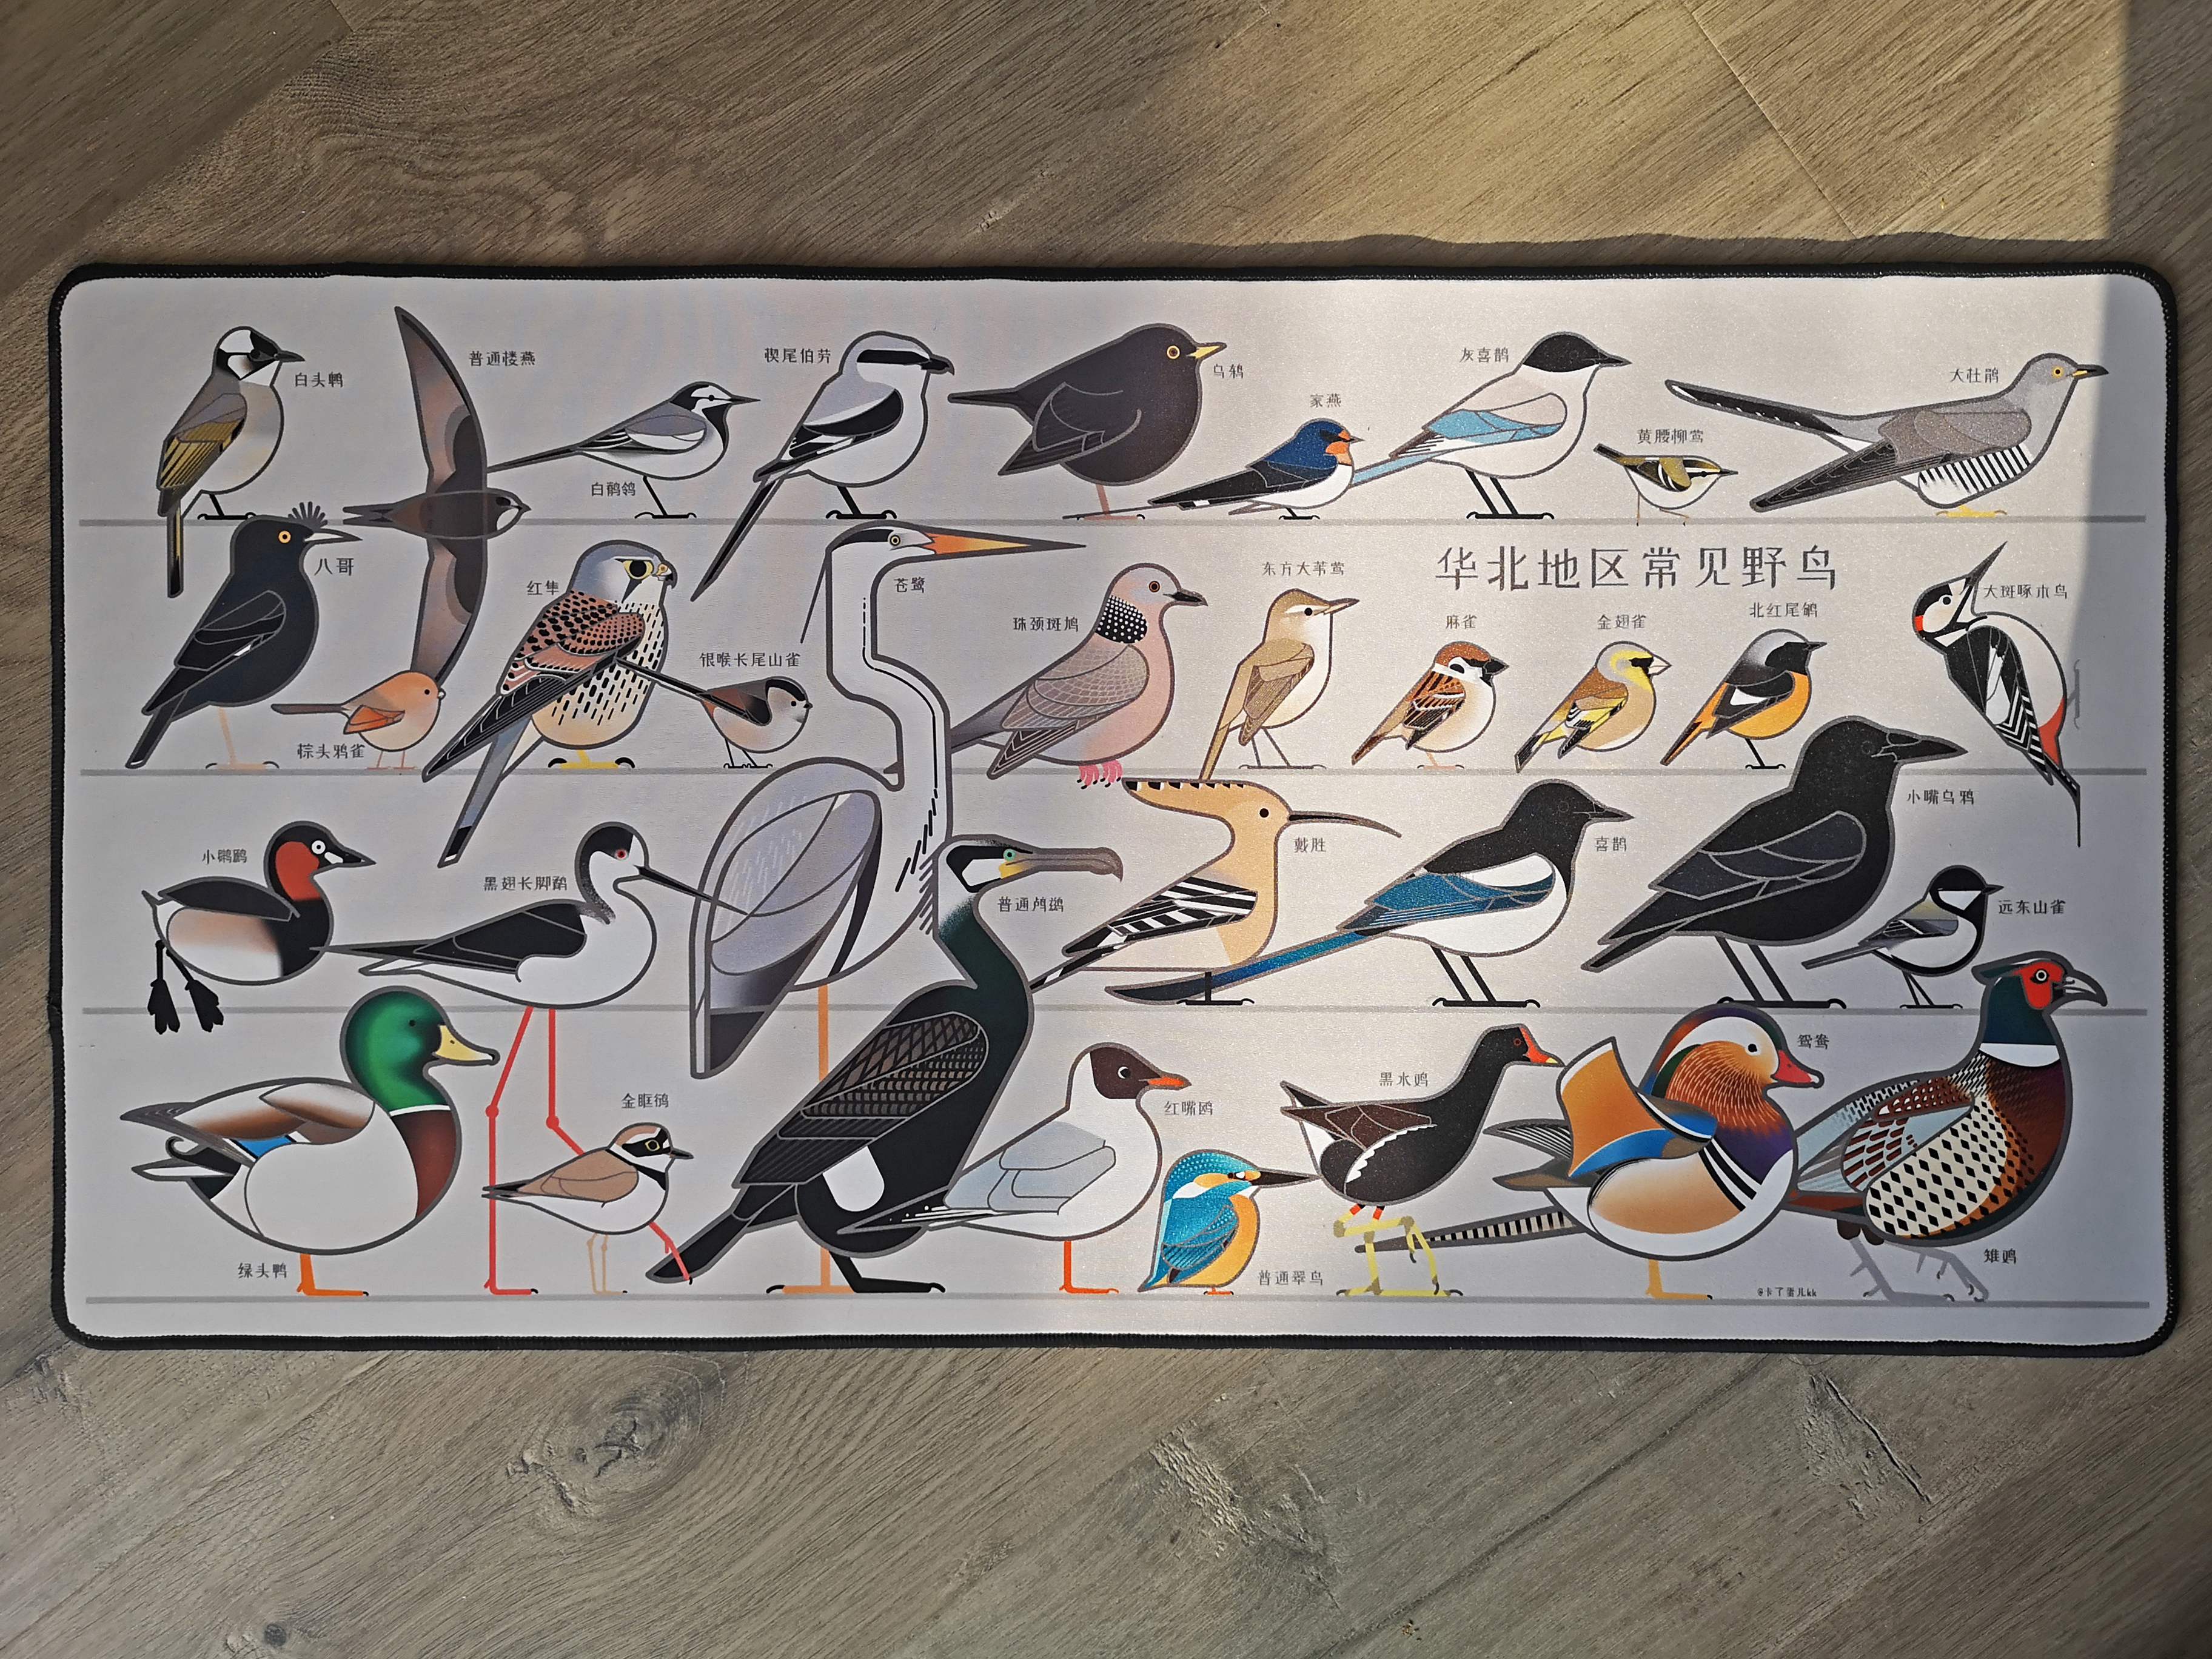 白头鹎
普通楼燕
白鹡鸰
楔尾伯劳
乌鸫
家燕
灰喜鹊
黄腰柳莺
大杜鹃
八哥
棕头鸦雀
红隼
银喉长尾山雀
苍鹭
珠颈斑鸠
东方大苇莺
华北地区常见野鸟
麻雀
金翅雀
北红尾鸲
大斑啄木鸟
小䴙䴘
黑翅长脚鹬
普通鸬鹚
戴胜
喜鹊
小嘴乌鸦
远东山雀
绿头鸭
金眶鸻
红嘴鸥
普通翠鸟
黑水鸡
鸳鸯
雉鸡
@卡了蛋儿kk